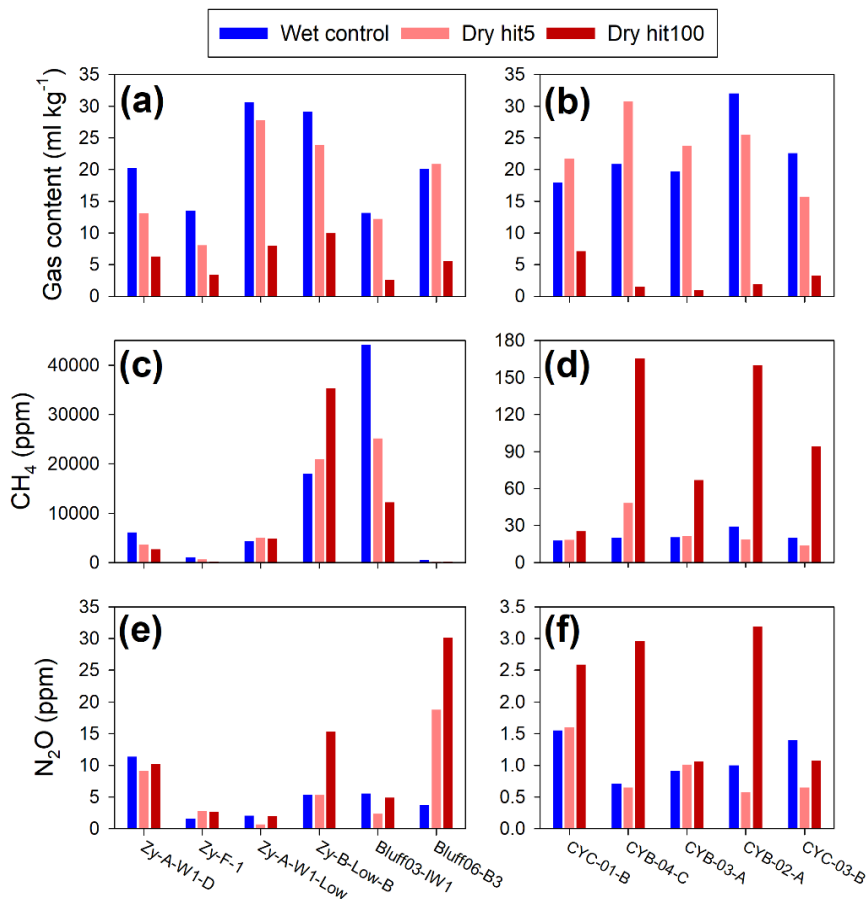 Wet control Dry hit5 Dry hit100
(a)
Gas content (ml kg⁻¹)
35
30
25
20
15
10
5
0
(b)
35
30
25
20
15
10
5
0
(c)
CH₄ (ppm)
40000
30000
20000
10000
0
(d)
180
150
120
90
60
30
0
(e)
N₂O (ppm)
35
30
25
20
15
10
5
0
Zy-A-W1-D
Zy-F-1
Zy-A-W1-Low
Zy-B-Low-B
Bluff03-IW1
Bluff06-B3
(f)
3.5
3.0
2.5
2.0
1.5
1.0
0.5
0.0
CYC-01-B
CYB-04-C
CYB-03-A
CYB-02-A
CYC-03-B